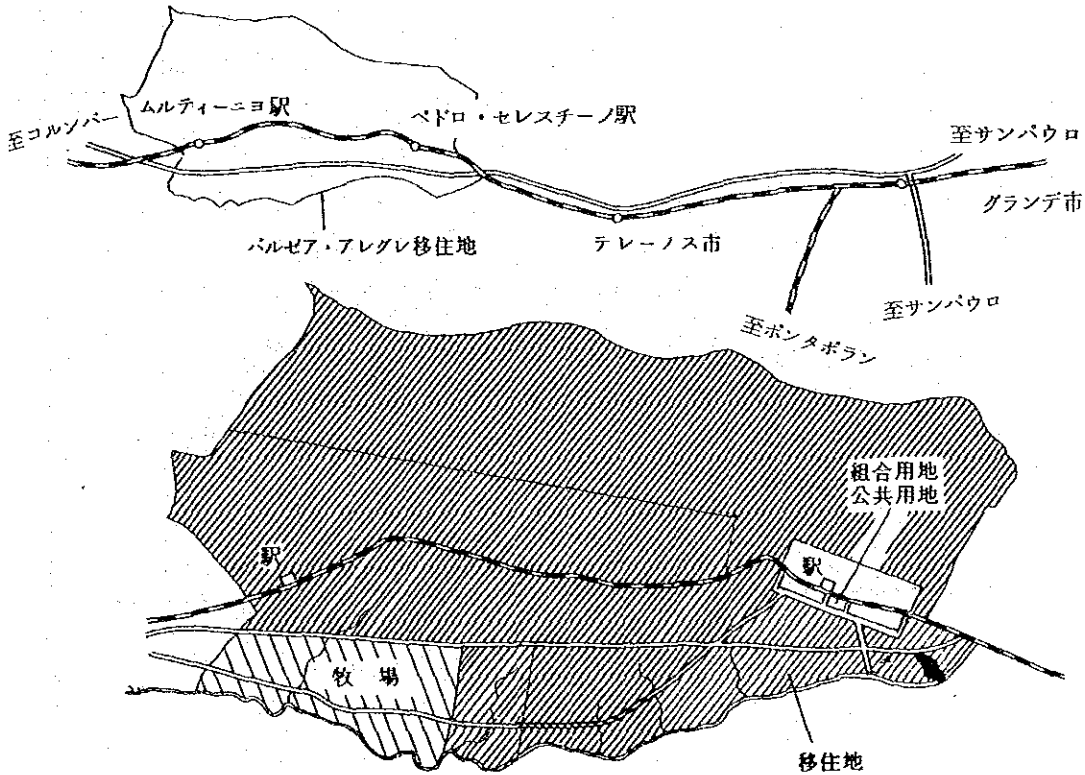 ムルティーニヨ駅
ペドロ・セレスチーノ駅
至コルンバー
至サンパウロ
グランデ市
バルゼア・アレグレ移住地
テレーノス市
至サンパウロ
至ポンタポラン
組合用地
公共用地
駅
駅
牧場
移住地